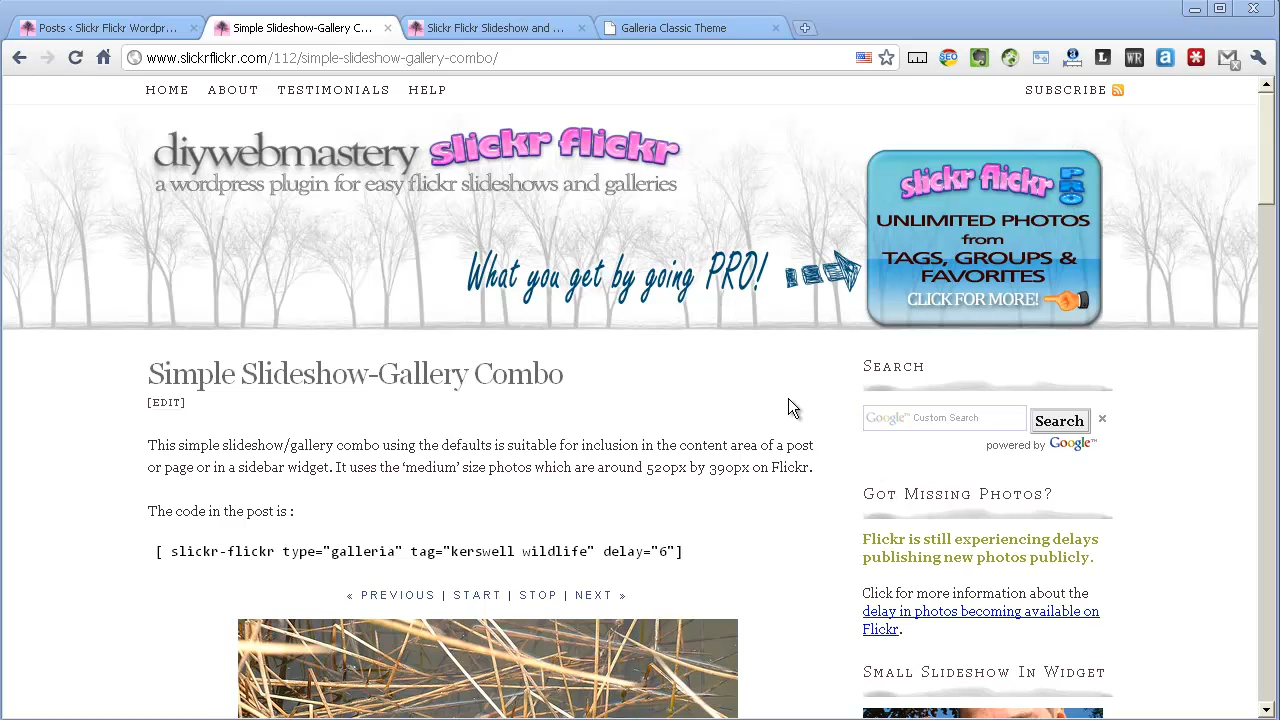 Posts ‹ Slickr Flickr Wordpr...
Simple Slideshow-Gallery C...
Slickr Flickr Slideshow and ...
Galleria Classic Theme
www.slickrflickr.com/112/simple-slideshow-gallery-combo/
SEO
a
L
WR
a
HOME ABOUT TESTIMONIALS HELP
SUBSCRIBE
diywebmastery slickr flickr
a wordpress plugin for easy flickr slideshows and galleries
What you get by going PRO!
slickr flickr PRO
UNLIMITED PHOTOS
from
TAGS, GROUPS &
FAVORITES
CLICK FOR MORE!
Simple Slideshow-Gallery Combo
[EDIT]
This simple slideshow/gallery combo using the defaults is suitable for inclusion in the content area of a post
or page or in a sidebar widget. It uses the ‘medium’ size photos which are around 520px by 390px on Flickr.
The code in the post is :
[ slickr-flickr type="galleria" tag="kerswell wildlife" delay="6"]
« PREVIOUS | START | STOP | NEXT »
SEARCH
Google™ Custom Search
Search
powered by Google™
GOT MISSING PHOTOS?
Flickr is still experiencing delays
publishing new photos publicly.
Click for more information about the
delay in photos becoming available on
Flickr.
SMALL SLIDESHOW IN WIDGET